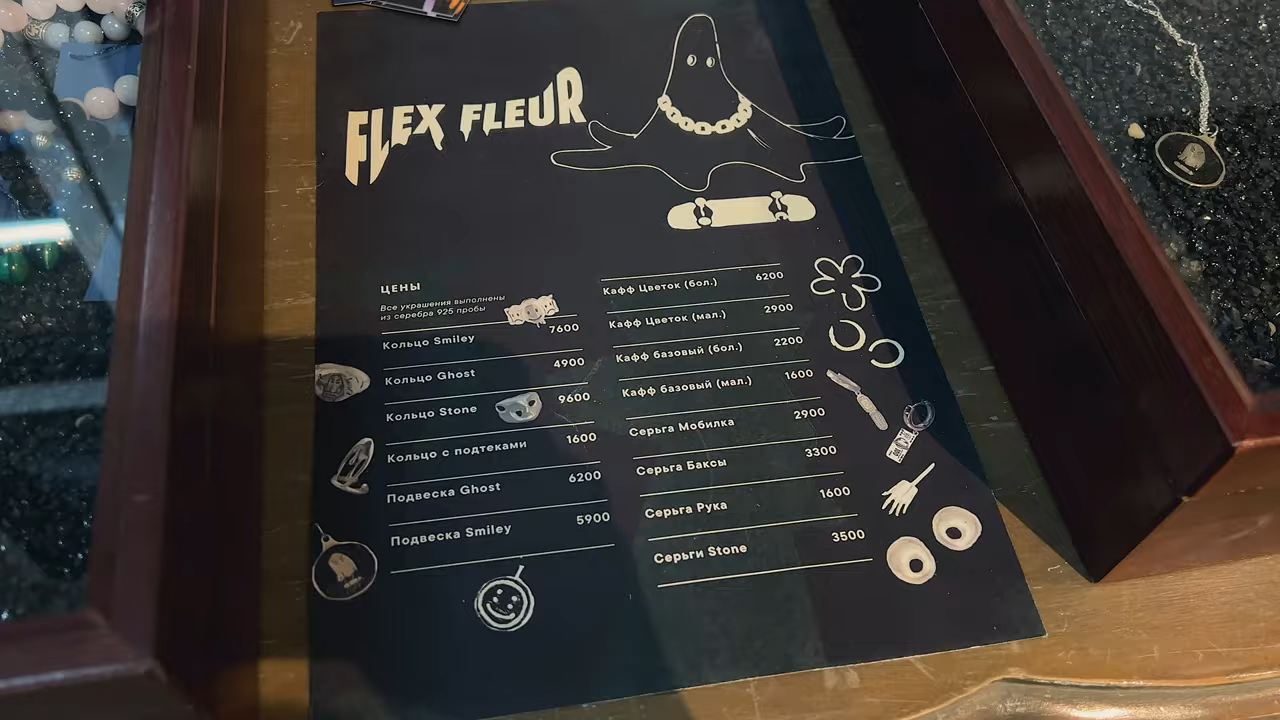 FLEX FLEUR
ЦЕНЫ
Все украшения выполнены
из серебра 925 пробы
Кольцо Smiley 7600
Кольцо Ghost 4900
Кольцо Stone 9600
Кольцо с подтеками 1600
Подвеска Ghost 6200
Подвеска Smiley 5900
Кафф Цветок (бол.) 6200
Кафф Цветок (мал.) 2900
Кафф базовый (бол.) 2200
Кафф базовый (мал.) 1600
Серьга Мобилка 2900
Серьга Баксы 3300
Серьга Рука 1600
Серьги Stone 3500